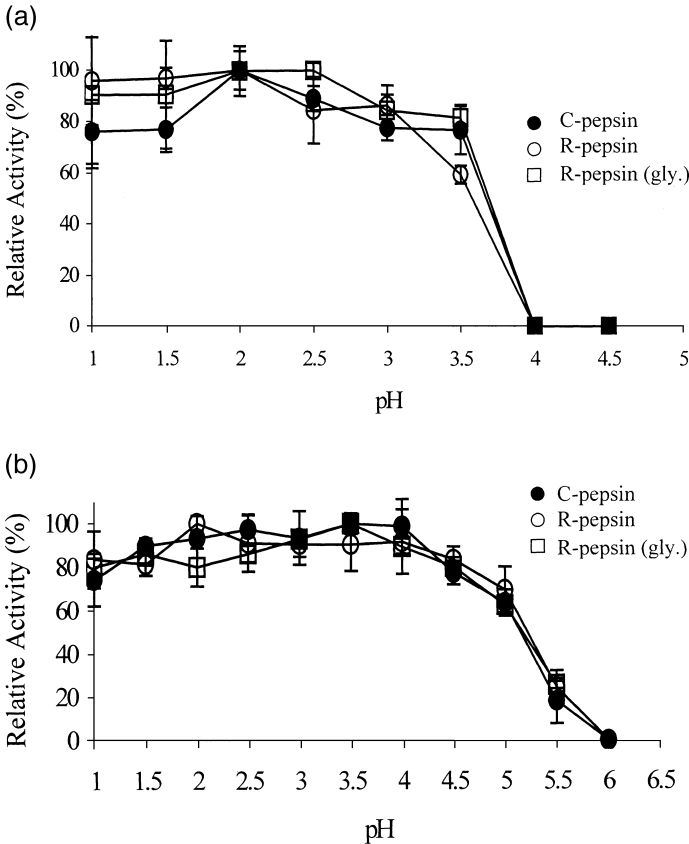 (a)
Relative Activity (%)
100
80
60
40
20
0
1 1.5 2 2.5 3 3.5 4 4.5 5
pH
C-pepsin
R-pepsin
R-pepsin (gly.)
(b)
Relative Activity (%)
100
80
60
40
20
0
1 1.5 2 2.5 3 3.5 4 4.5 5 5.5 6 6.5
pH
C-pepsin
R-pepsin
R-pepsin (gly.)